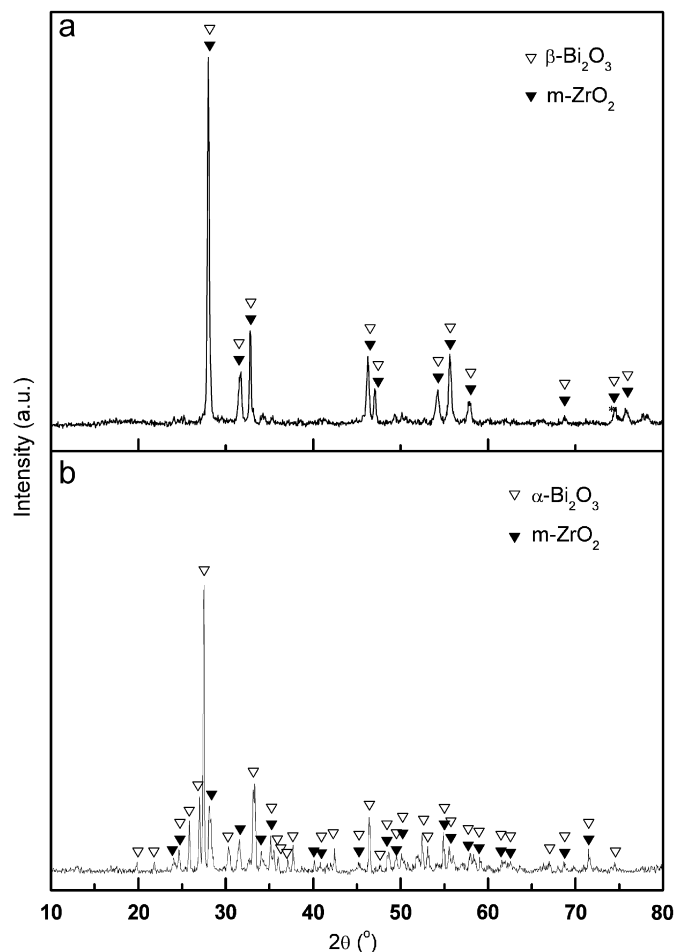 a
▽ β-Bi₂O₃
▼ m-ZrO₂
*
b
▽ α-Bi₂O₃
▼ m-ZrO₂
Intensity (a.u.)
10 20 30 40 50 60 70 80
2θ (°)